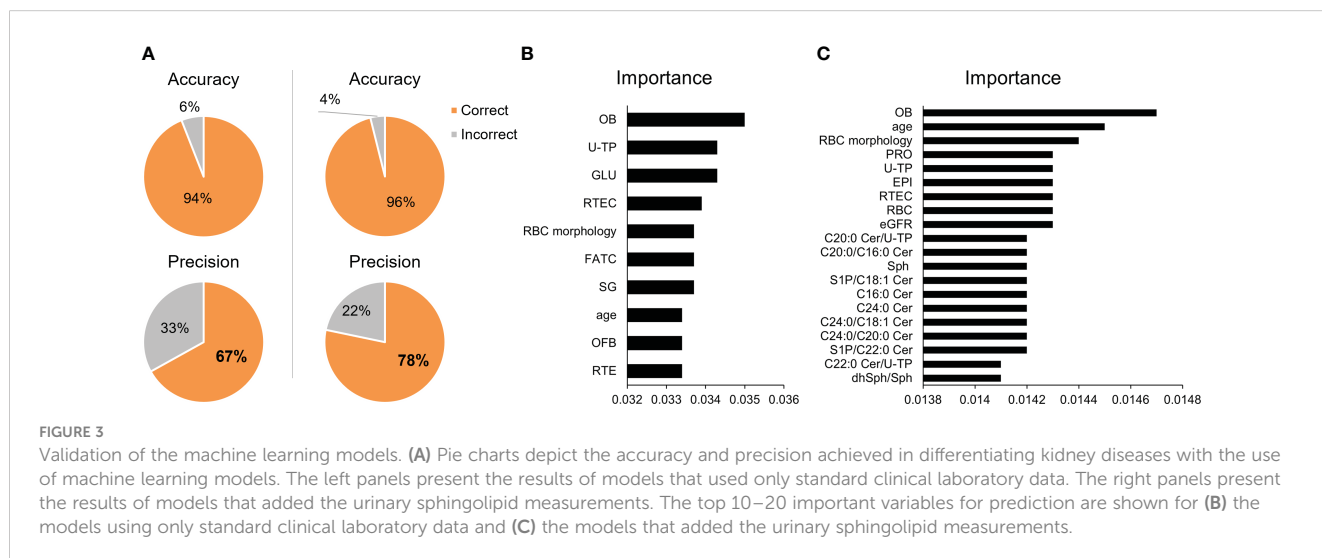 A
Accuracy
6%
94%
Accuracy
4%
96%
Correct
Incorrect
Precision
33%
67%
Precision
22%
78%
B
Importance
OB
U-TP
GLU
RTEC
RBC morphology
FATC
SG
age
OFB
RTE
0.032 0.033 0.034 0.035 0.036
C
Importance
OB
age
RBC morphology
PRO
U-TP
EPI
RTEC
RBC
eGFR
C20:0 Cer/U-TP
C20:0/C16:0 Cer
Sph
S1P/C18:1 Cer
C16:0 Cer
C24:0 Cer
C24:0/C18:1 Cer
C24:0/C20:0 Cer
S1P/C22:0 Cer
C22:0 Cer/U-TP
dhSph/Sph
0.0138 0.014 0.0142 0.0144 0.0146 0.0148
FIGURE 3
Validation of the machine learning models. (A) Pie charts depict the accuracy and precision achieved in differentiating kidney diseases with the use
of machine learning models. The left panels present the results of models that used only standard clinical laboratory data. The right panels present
the results of models that added the urinary sphingolipid measurements. The top 10–20 important variables for prediction are shown for (B) the
models using only standard clinical laboratory data and (C) the models that added the urinary sphingolipid measurements.